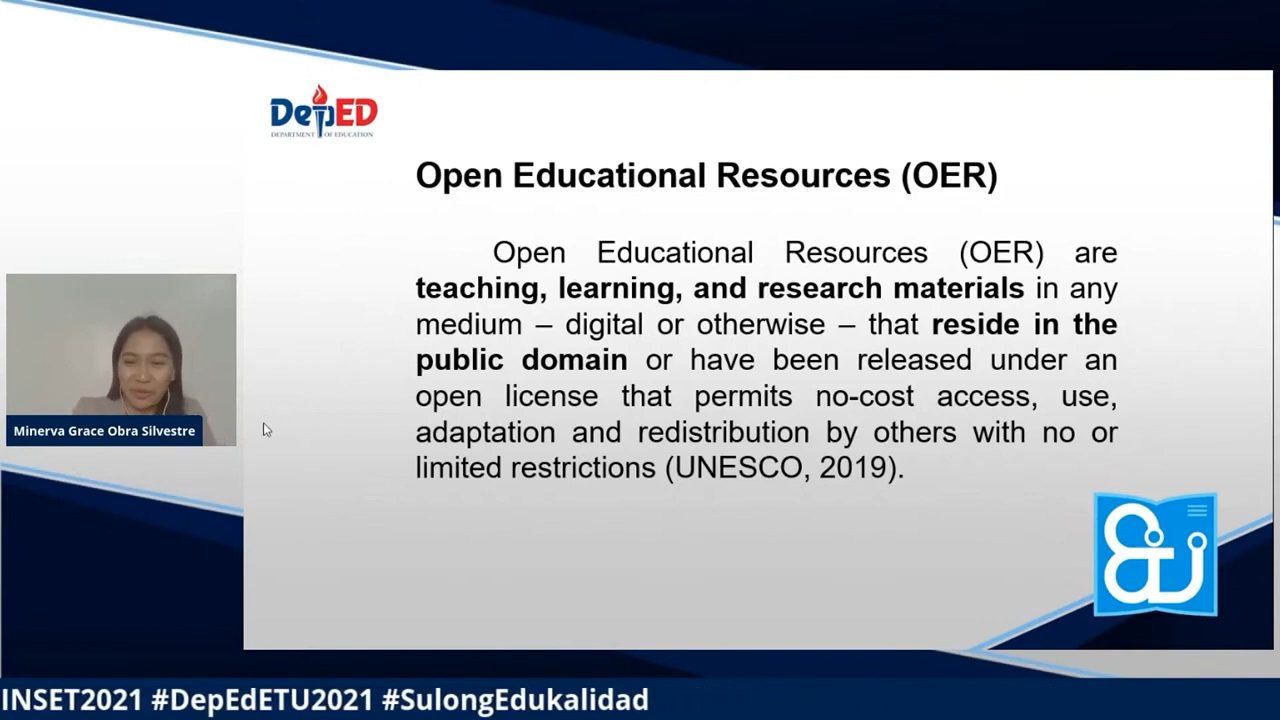 DepED
DEPARTMENT OF EDUCATION
Open Educational Resources (OER)
Open Educational Resources (OER) are
teaching, learning, and research materials in any
medium – digital or otherwise – that reside in the
public domain or have been released under an
open license that permits no-cost access, use,
adaptation and redistribution by others with no or
limited restrictions (UNESCO, 2019).
Minerva Grace Obra Silvestre
INSET2021 #DepEdETU2021 #SulongEdukalidad